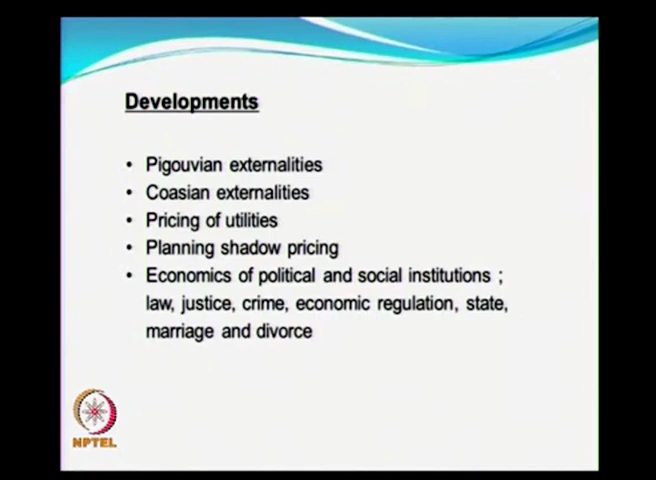 Developments
• Pigouvian externalities
• Coasian externalities
• Pricing of utilities
• Planning shadow pricing
• Economics of political and social institutions ;
law, justice, crime, economic regulation, state,
marriage and divorce
NPTEL